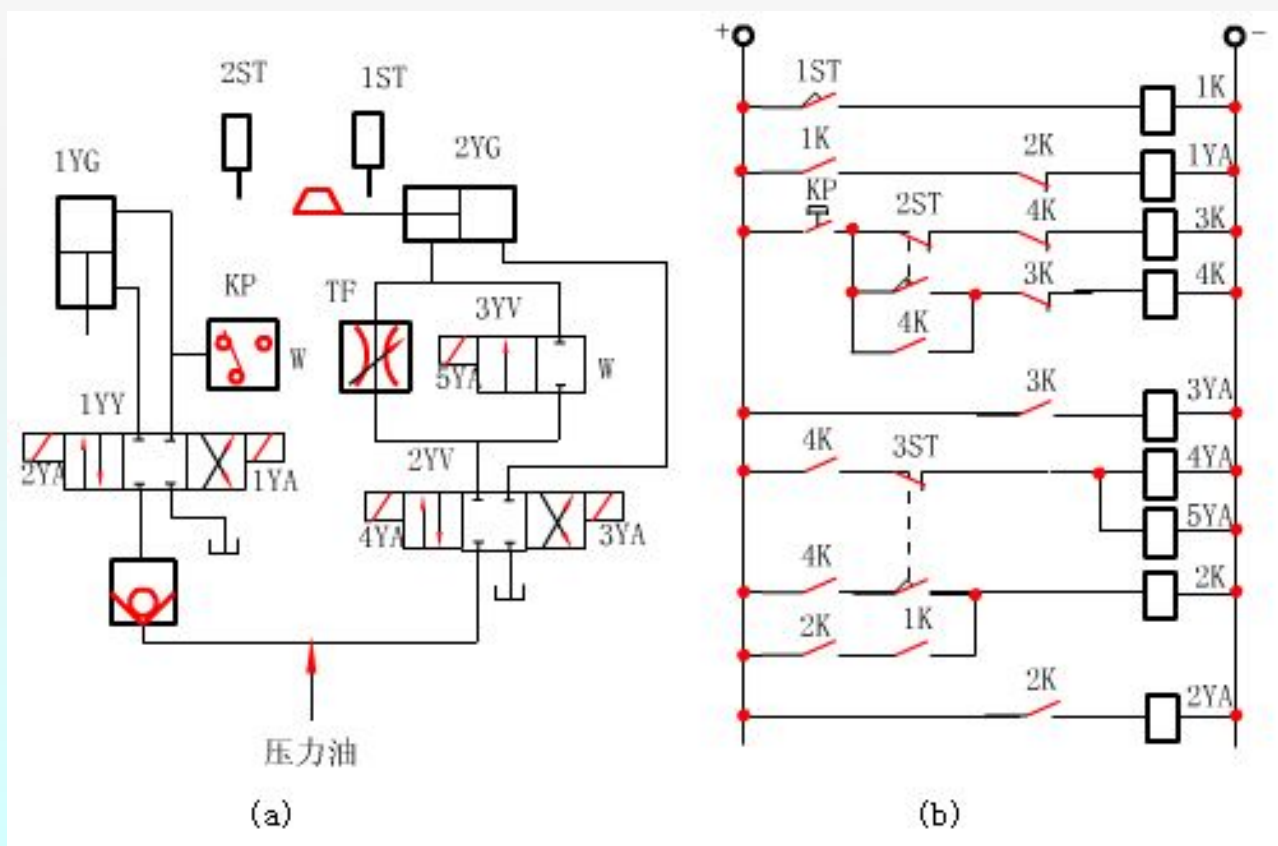 2ST
1ST
1YG
2YG
KP
TF
3YV
W
5YA
W
1YY
2YA
1YA
2YV
4YA
3YA
压力油
(a)
+
-
1ST
1K
1K
2K
1YA
KP
2ST
4K
3K
3K
4K
4K
3K
3YA
4K
3ST
4YA
5YA
4K
2K
2K
1K
2K
2YA
(b)